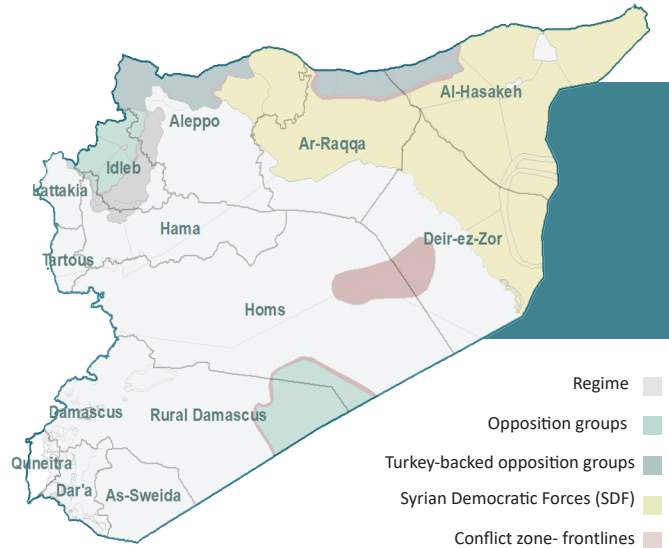 Al-Hasakeh
Aleppo
Ar-Raqqa
Idleb
Lattakia
Hama
Deir-ez-Zor
Tartous
Homs
Damascus
Rural Damascus
Quneitra
Dar'a
As-Sweida
Regime
Opposition groups
Turkey-backed opposition groups
Syrian Democratic Forces (SDF)
Conflict zone- frontlines